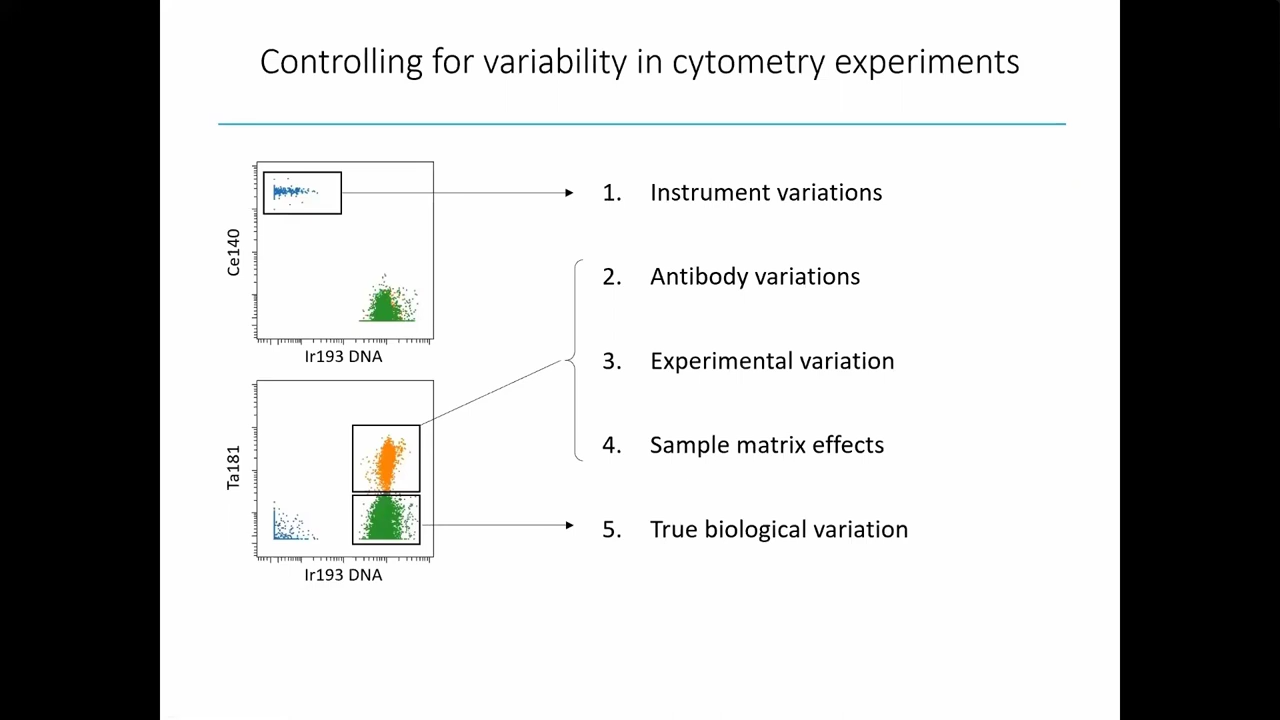 Controlling for variability in cytometry experiments
Ce140
Ir193 DNA
Ta181
Ir193 DNA
1. Instrument variations
2. Antibody variations
3. Experimental variation
4. Sample matrix effects
5. True biological variation